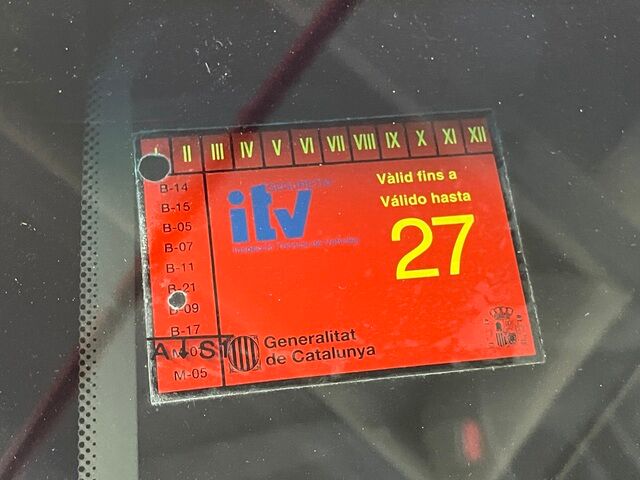 I II III IV V VI VII VIII IX X XI XII
B-14
B-15
B-05
B-07
B-11
B-21
B-09
B-17
M-05
itv
Vàlid fins a
Válido hasta
27
Generalitat
de Catalunya